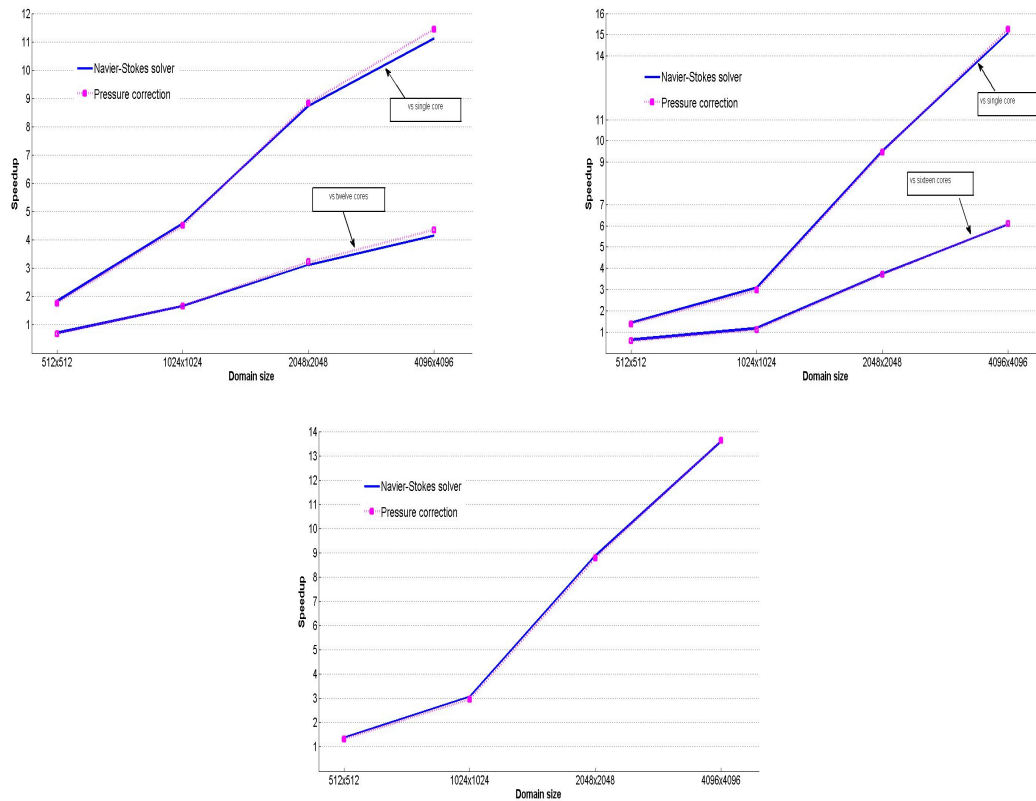 12
11
10
9
8
7
6
5
4
3
2
1
Speedup
Navier-Stokes solver
Pressure correction
vs single core
vs twelve cores
512x512
1024x1024
2048x2048
4096x4096
Domain size
16
15
14
11
10
9
6
5
4
3
2
1
Speedup
Navier-Stokes solver
Pressure correction
vs single core
vs sixteen cores
512x512
1024x1024
2048x2048
4096x4096
Domain size
14
13
12
11
10
9
8
7
6
5
4
3
2
1
Speedup
Navier-Stokes solver
Pressure correction
512x512
1024x1024
2048x2048
4096x4096
Domain size